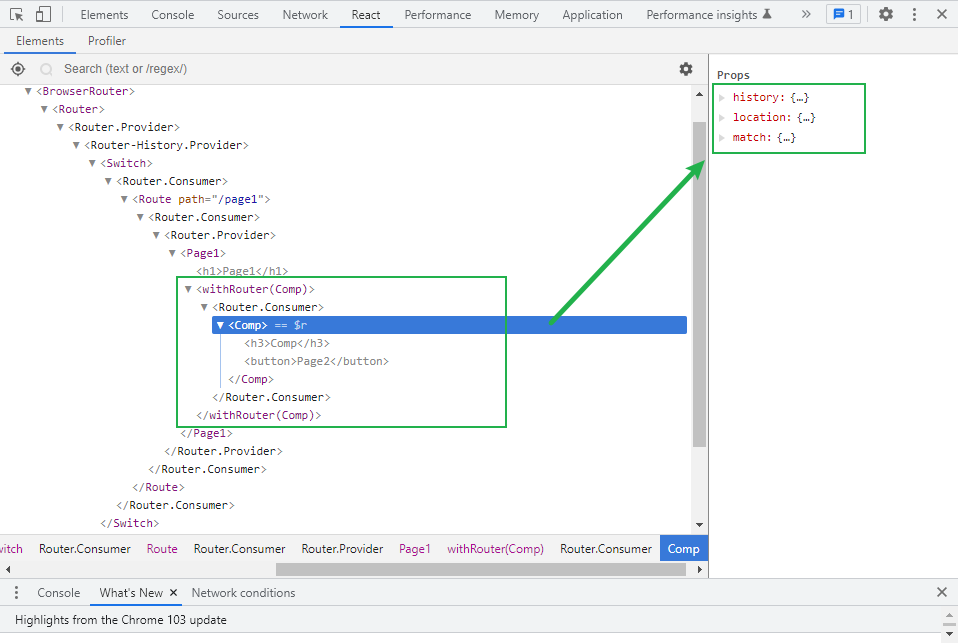 Elements Console Sources Network React Performance Memory Application Performance insights » 1
Elements Profiler
Search (text or /regex/)
<BrowserRouter>
<Router>
<Router.Provider>
<Router-History.Provider>
<Switch>
<Router.Consumer>
<Route path="/page1">
<Router.Consumer>
<Router.Provider>
<Page1>
<h1>Page1</h1>
<withRouter(Comp)>
<Router.Consumer>
<Comp> == $r
<h3>Comp</h3>
<button>Page2</button>
</Comp>
</Router.Consumer>
</withRouter(Comp)>
</Page1>
</Router.Provider>
</Router.Consumer>
</Route>
</Router.Consumer>
</Switch>
Props
history: {…}
location: {…}
match: {…}
witch Router.Consumer Route Router.Consumer Router.Provider Page1 withRouter(Comp) Router.Consumer Comp
Console What's New × Network conditions
Highlights from the Chrome 103 update